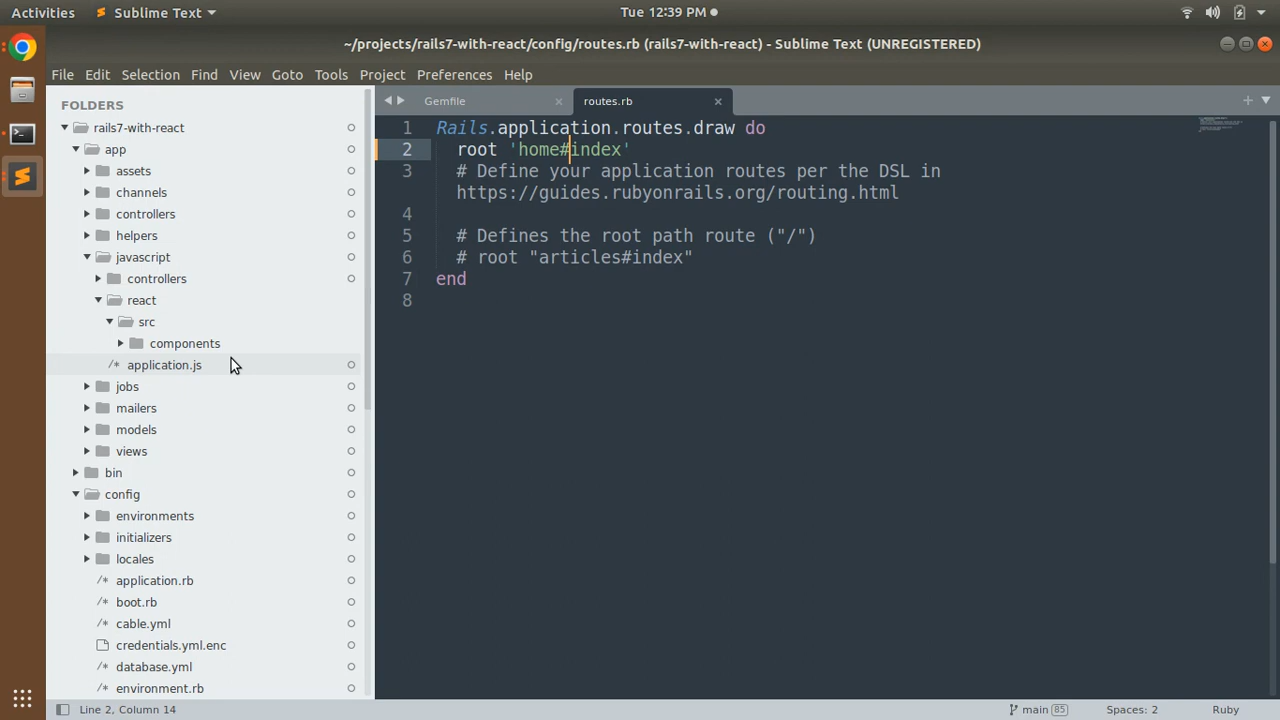 Activities
Sublime Text
Tue 12:39 PM
~/projects/rails7-with-react/config/routes.rb (rails7-with-react) - Sublime Text (UNREGISTERED)
File Edit Selection Find View Goto Tools Project Preferences Help
FOLDERS
rails7-with-react
app
assets
channels
controllers
helpers
javascript
controllers
react
src
components
/* application.js
jobs
mailers
models
views
bin
config
environments
initializers
locales
/* application.rb
/* boot.rb
/* cable.yml
credentials.yml.enc
/* database.yml
/* environment.rb
Gemfile
routes.rb
1 Rails.application.routes.draw do
2 root 'home#index'
3 # Define your application routes per the DSL in
https://guides.rubyonrails.org/routing.html
4
5 # Defines the root path route ("/")
6 # root "articles#index"
7 end
8
Line 2, Column 14
main 85
Spaces: 2
Ruby